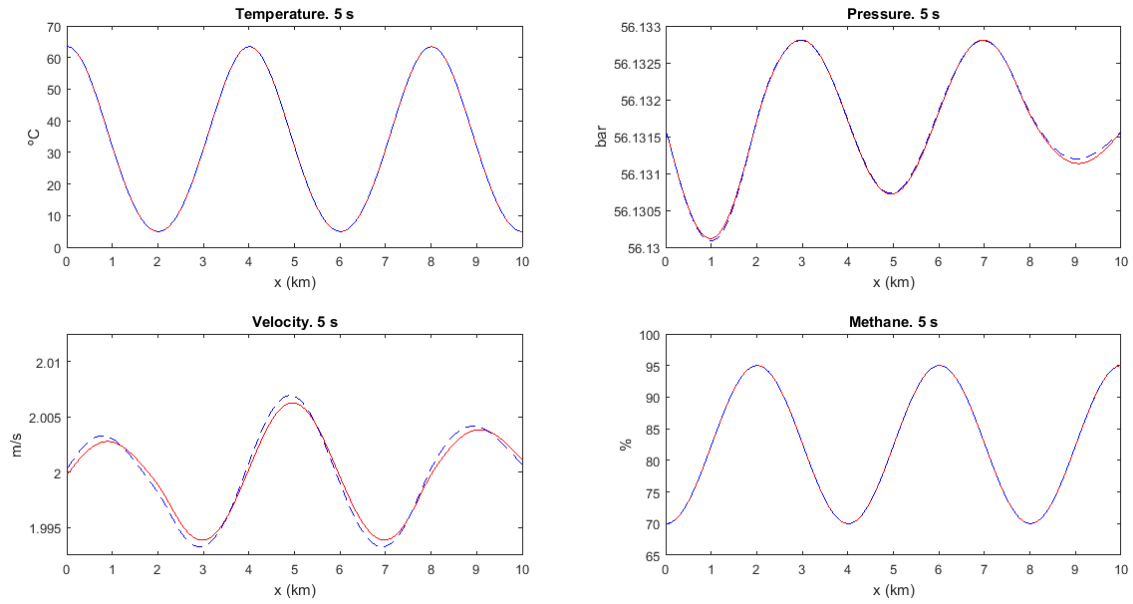 Temperature. 5 s
70
60
50
40
30
20
10
0
ºC
0 1 2 3 4 5 6 7 8 9 10
x (km)
Pressure. 5 s
56.133
56.1325
56.132
56.1315
56.131
56.1305
56.13
bar
0 1 2 3 4 5 6 7 8 9 10
x (km)
Velocity. 5 s
2.01
2.005
2
1.995
m/s
0 1 2 3 4 5 6 7 8 9 10
x (km)
Methane. 5 s
100
95
90
85
80
75
70
65
%
0 1 2 3 4 5 6 7 8 9 10
x (km)